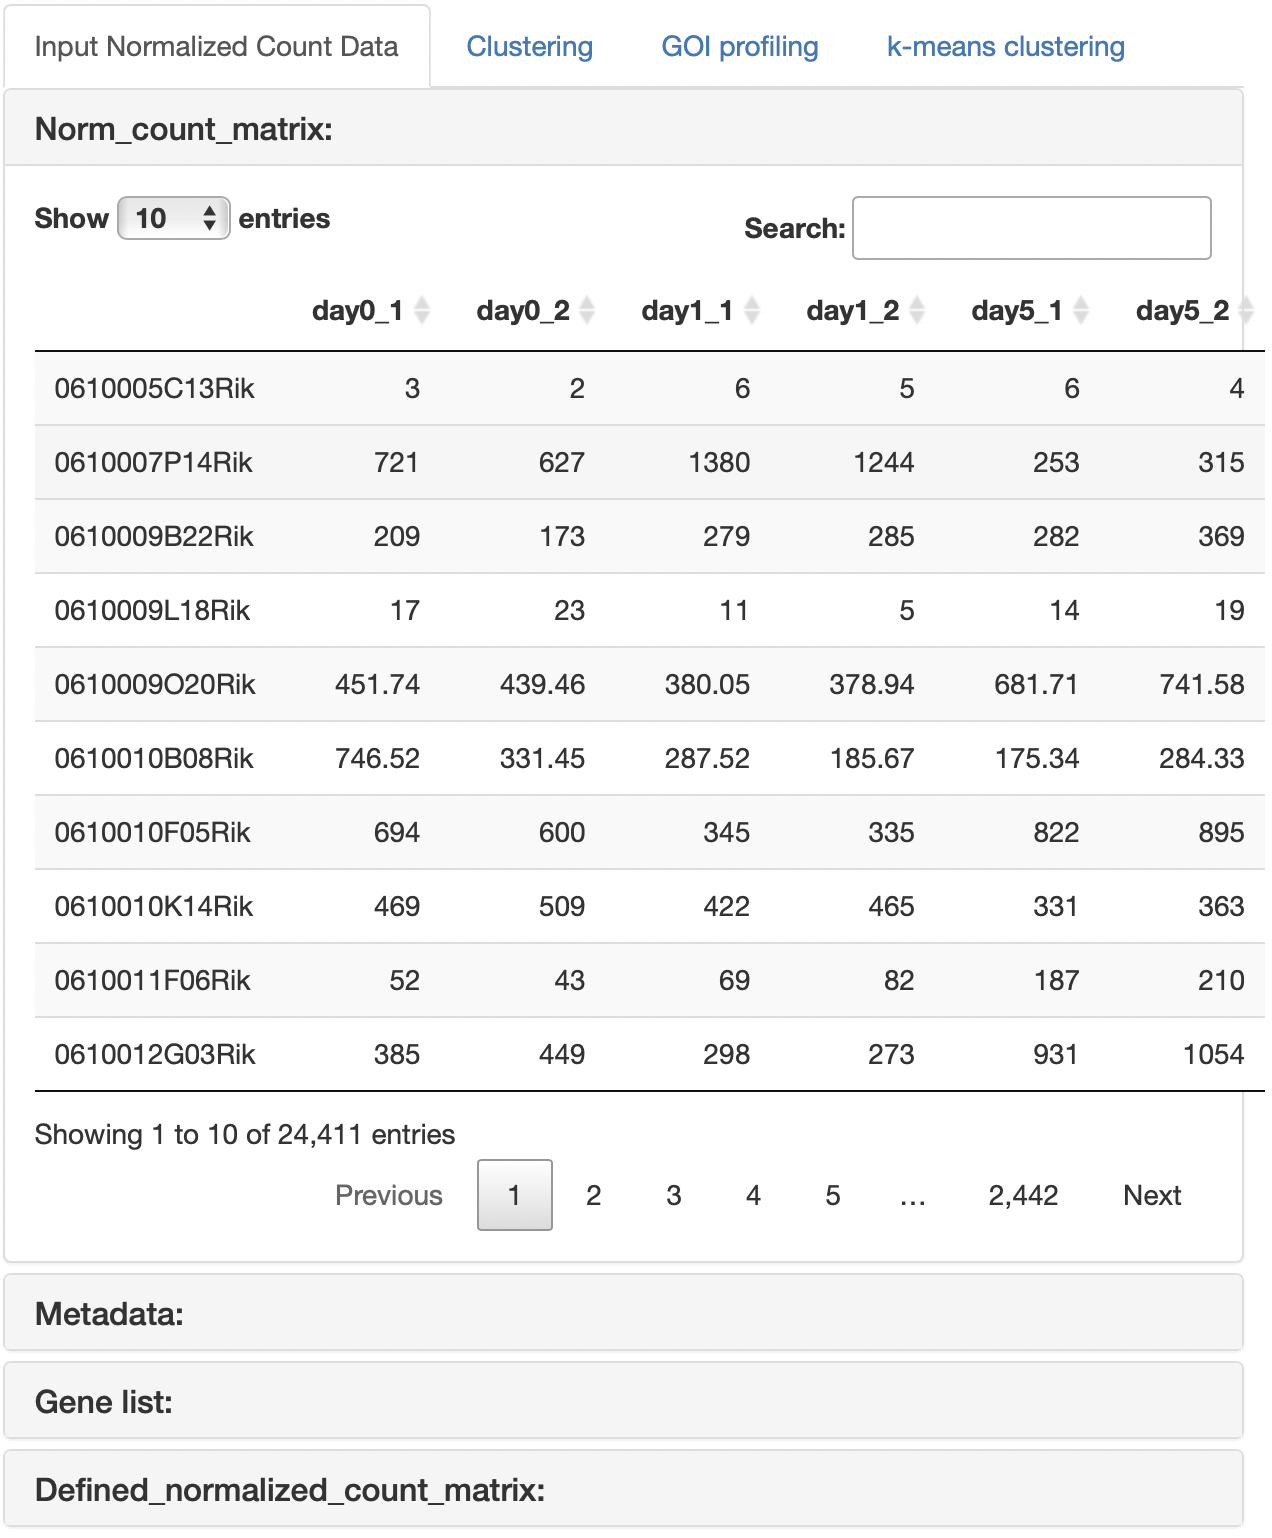 Input Normalized Count Data Clustering GOI profiling k-means clustering
Norm_count_matrix:
Show 10 entries Search:
day0_1 day0_2 day1_1 day1_2 day5_1 day5_2
0610005C13Rik 3 2 6 5 6 4
0610007P14Rik 721 627 1380 1244 253 315
0610009B22Rik 209 173 279 285 282 369
0610009L18Rik 17 23 11 5 14 19
0610009O20Rik 451.74 439.46 380.05 378.94 681.71 741.58
0610010B08Rik 746.52 331.45 287.52 185.67 175.34 284.33
0610010F05Rik 694 600 345 335 822 895
0610010K14Rik 469 509 422 465 331 363
0610011F06Rik 52 43 69 82 187 210
0610012G03Rik 385 449 298 273 931 1054
Showing 1 to 10 of 24,411 entries
Previous 1 2 3 4 5 … 2,442 Next
Metadata:
Gene list:
Defined_normalized_count_matrix: